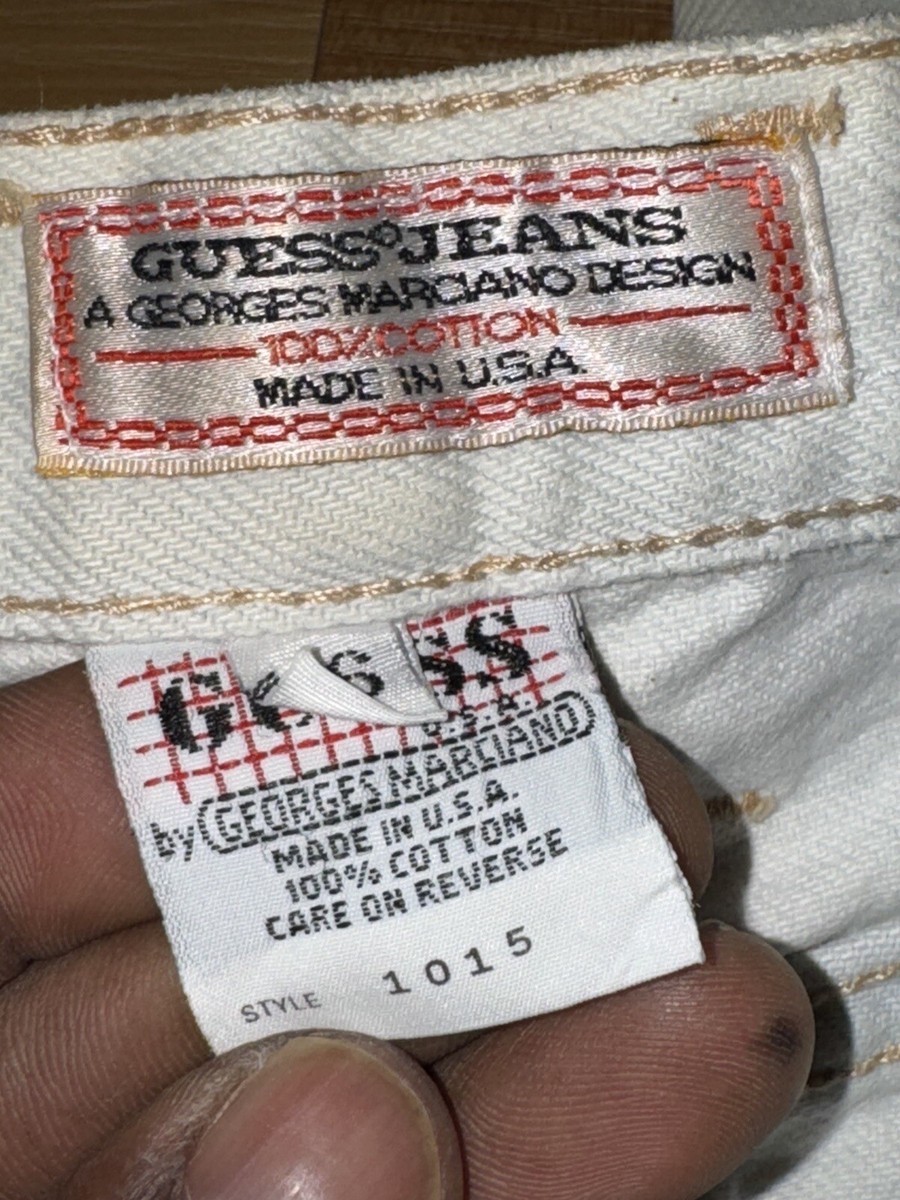 GUESS° JEANS
A GEORGES MARCIANO DESIGN
100% COTTON
MADE IN U.S.A.
U.S.A.
by GEORGES MARCIANO
MADE IN U.S.A.
100% COTTON
CARE ON REVERSE
STYLE 1015